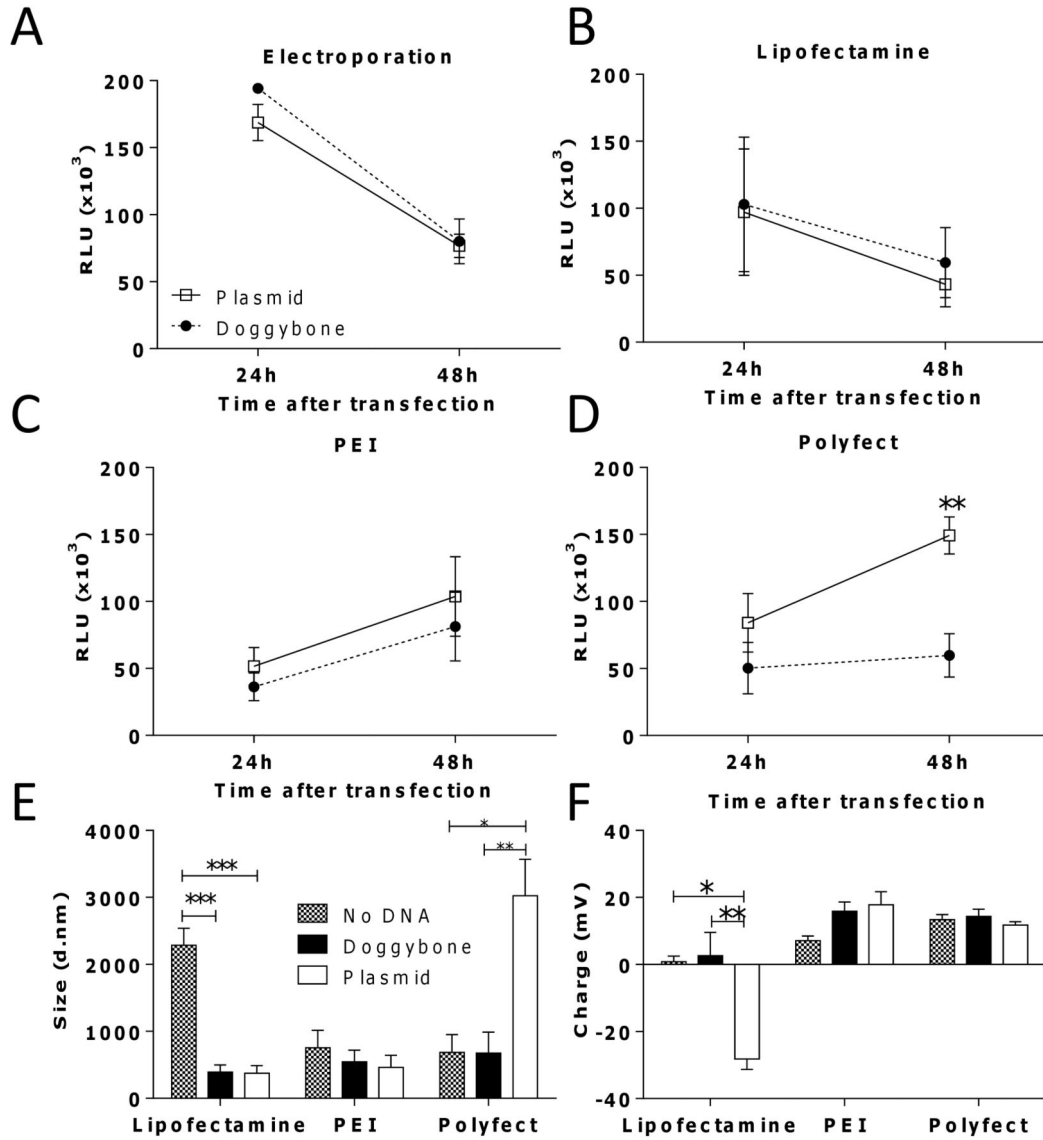 A
Electroporation
200
150
100
50
0
RLU (x10³)
Plasmid
Doggybone
24h
48h
Time after transfection
B
Lipofectamine
200
150
100
50
0
RLU (x10³)
24h
48h
Time after transfection
C
PEI
200
150
100
50
0
RLU (x10³)
24h
48h
Time after transfection
D
Polyfect
200
150
100
50
0
RLU (x10³)
**
24h
48h
Time after transfection
E
4000
3000
2000
1000
0
Size (d.nm)
***
***
*
**
No DNA
Doggybone
Plasmid
Lipofectamine
PEI
Polyfect
F
40
20
0
-20
-40
Charge (mV)
*
**
Lipofectamine
PEI
Polyfect